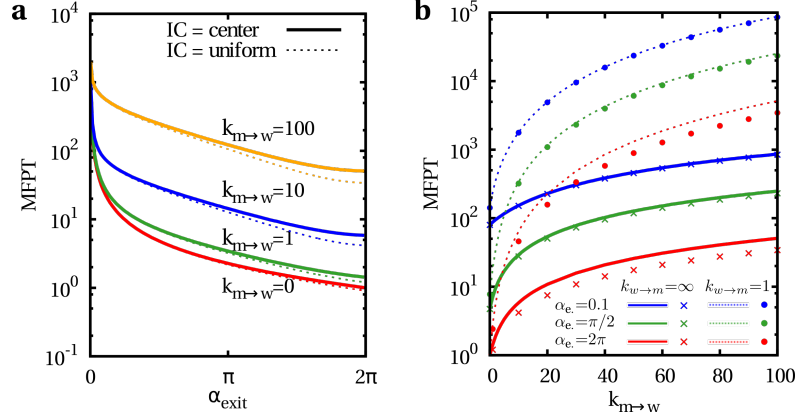 a
IC = center
IC = uniform
MFPT
10^4
10^3
10^2
10^1
10^0
10^-1
k_m→w=100
k_m→w=10
k_m→w=1
k_m→w=0
0 π 2π
α_exit
b
MFPT
10^5
10^4
10^3
10^2
10^1
10^0
k_w→m=∞ k_w→m=1
α_e.=0.1
α_e.=π/2
α_e.=2π
0 20 40 60 80 100
k_m→w